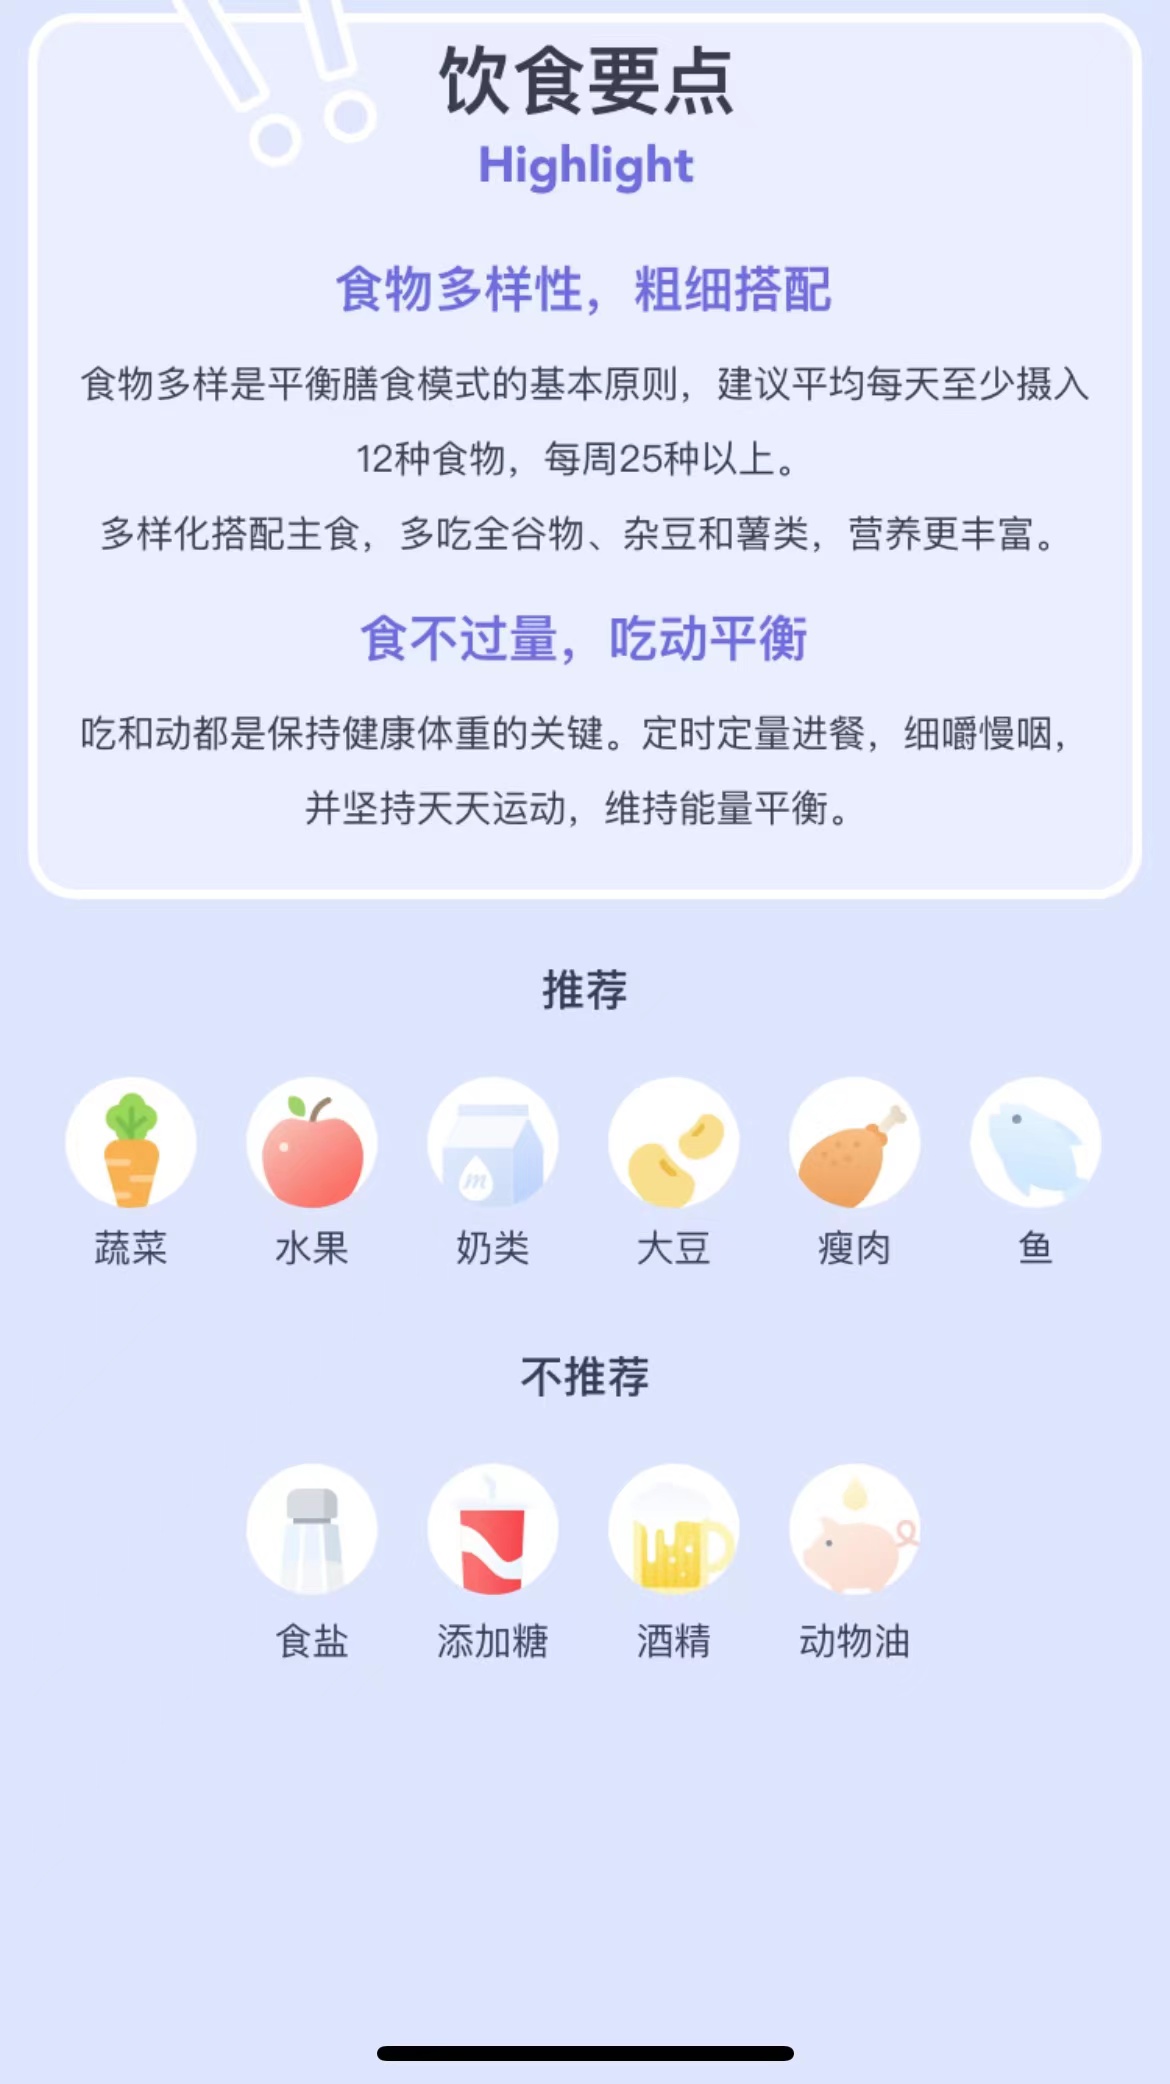 饮食要点
Highlight
食物多样性，粗细搭配
食物多样是平衡膳食模式的基本原则，建议平均每天至少摄入
12种食物，每周25种以上。
多样化搭配主食，多吃全谷物、杂豆和薯类，营养更丰富。
食不过量，吃动平衡
吃和动都是保持健康体重的关键。定时定量进餐，细嚼慢咽，
并坚持天天运动，维持能量平衡。
推荐
m
蔬菜 水果 奶类 大豆 瘦肉 鱼
不推荐
食盐 添加糖 酒精 动物油